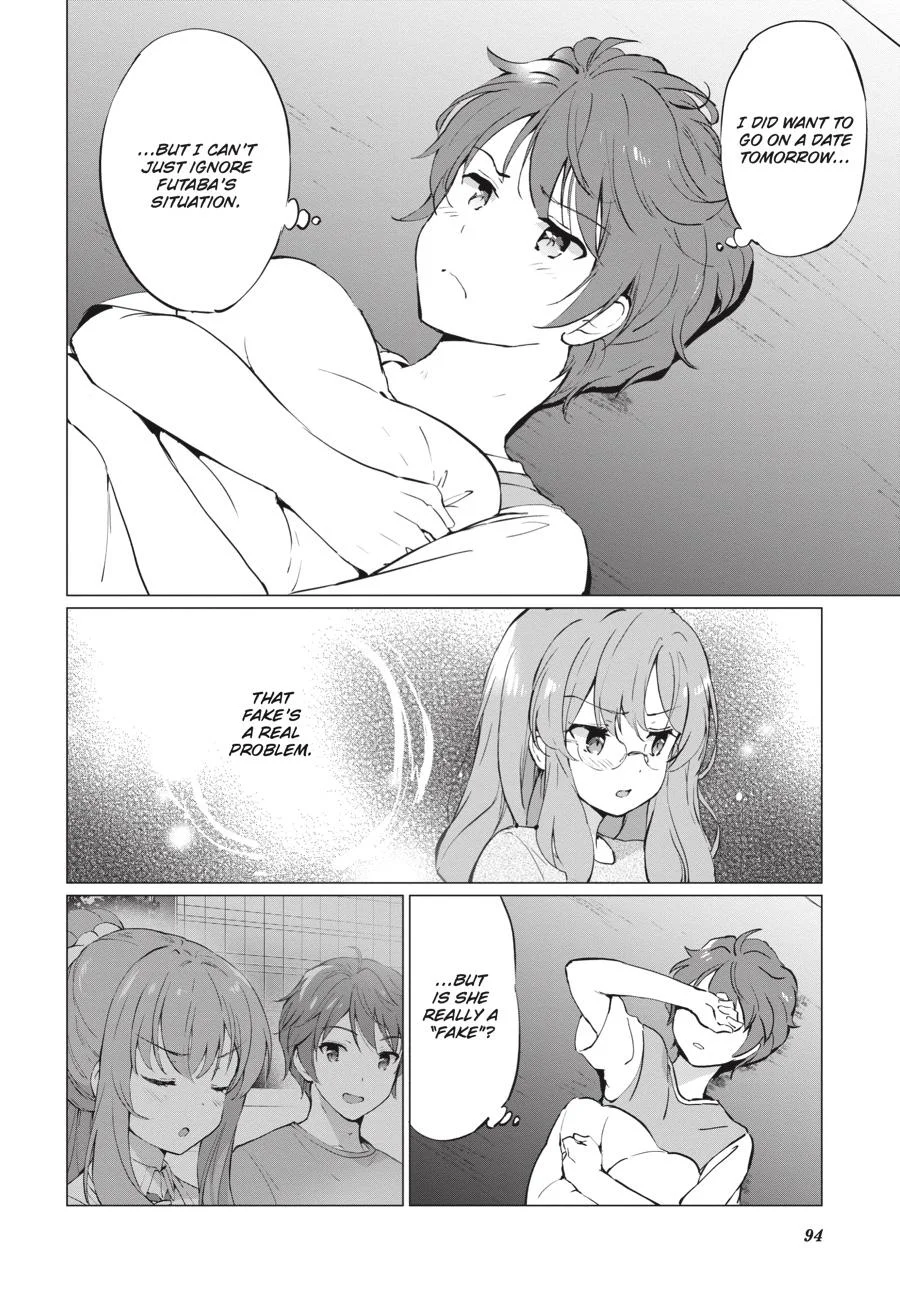 I DID WANT TO
GO ON A DATE
TOMORROW...
...BUT I CAN'T
JUST IGNORE
FUTABA'S
SITUATION.
THAT
FAKE'S
A REAL
PROBLEM.
...BUT
IS SHE
REALLY A
"FAKE"?
94